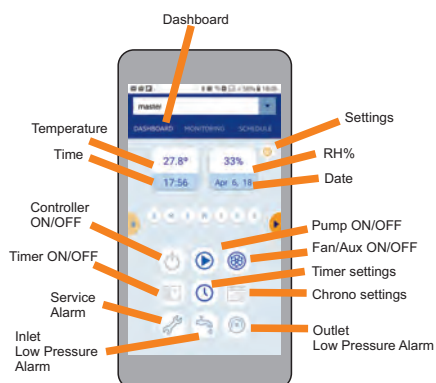 Dashboard
master
DASHBOARD MONITORING SCHEDULE
Temperature
Time
27.8°
17:56
33%
Apr 6, 18
Settings
RH%
Date
Controller
ON/OFF
Timer ON/OFF
Service
Alarm
Inlet
Low Pressure
Alarm
Pump ON/OFF
Fan/Aux ON/OFF
Timer settings
Chrono settings
Outlet
Low Pressure Alarm